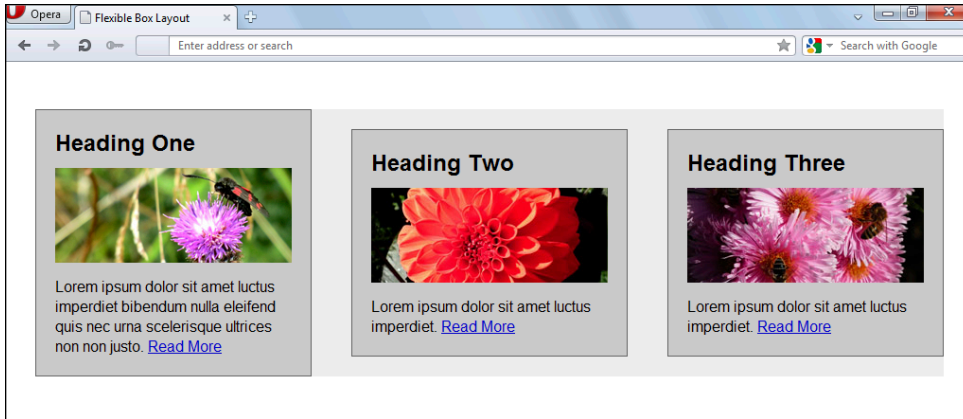 Opera
Flexible Box Layout
Enter address or search
Search with Google
Heading One
Lorem ipsum dolor sit amet luctus
imperdiet bibendum nulla eleifend
quis nec urna scelerisque ultrices
non non justo. Read More
Heading Two
Lorem ipsum dolor sit amet luctus
imperdiet. Read More
Heading Three
Lorem ipsum dolor sit amet luctus
imperdiet. Read More